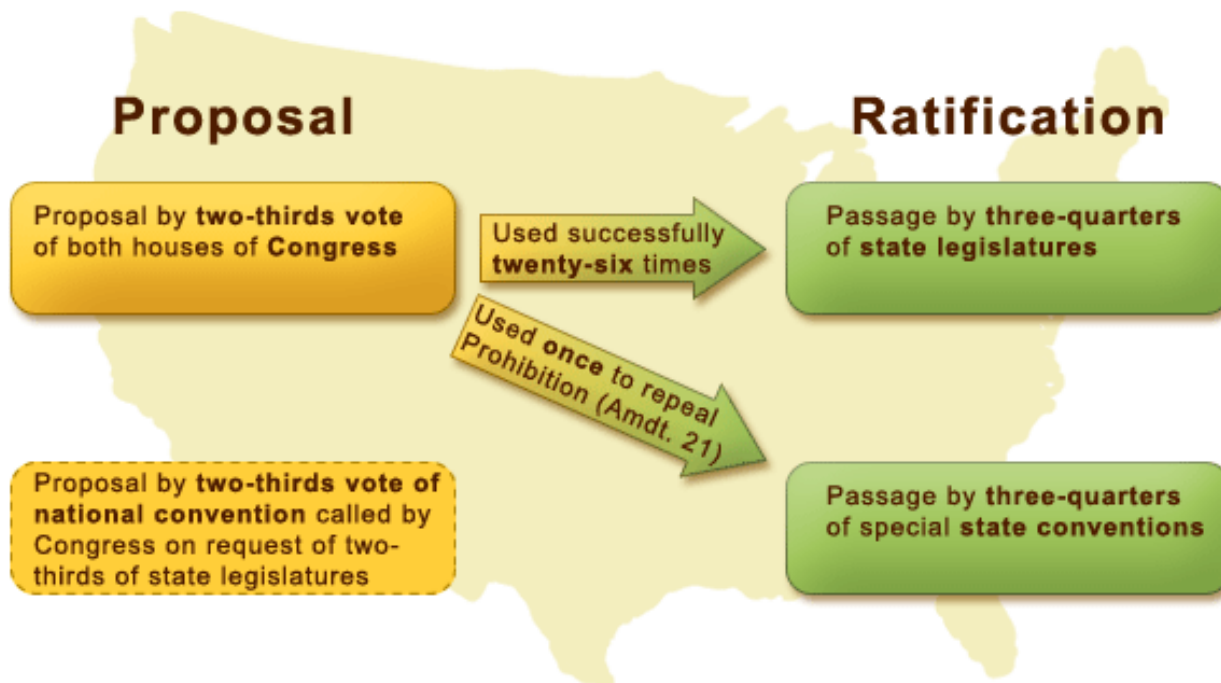 Proposal
Proposal by two-thirds vote
of both houses of Congress
Used successfully
twenty-six times
Used once to repeal
Prohibition (Amdt. 21)
Proposal by two-thirds vote of
national convention called by
Congress on request of two-
thirds of state legislatures
Ratification
Passage by three-quarters
of state legislatures
Passage by three-quarters
of special state conventions